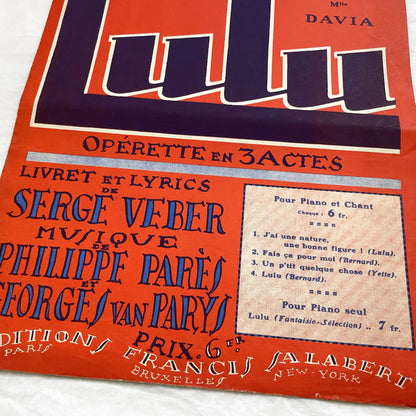 Mlle
DAVIA
Lulu
OPÉRETTE EN 3 ACTES
LIVRET ET LYRICS
DE
SERGE VEBER
MUSIQUE
DE
PHILIPPE PARÈS
ET
GEORGES VAN PARYS
PRIX. 6 FR.
Pour Piano et Chant
Chaque : 6 fr.
1. J'ai une nature,
une bonne figure ! (Lulu).
2. Fais ça pour moi (Bernard).
3. Un p'tit quelque chose (Yette).
4. Lulu (Bernard).
Pour Piano seul
Lulu (Fantaisie-Sélection) .. 7 fr.
EDITIONS FRANCIS SALABERT
PARIS BRUXELLES NEW-YORK